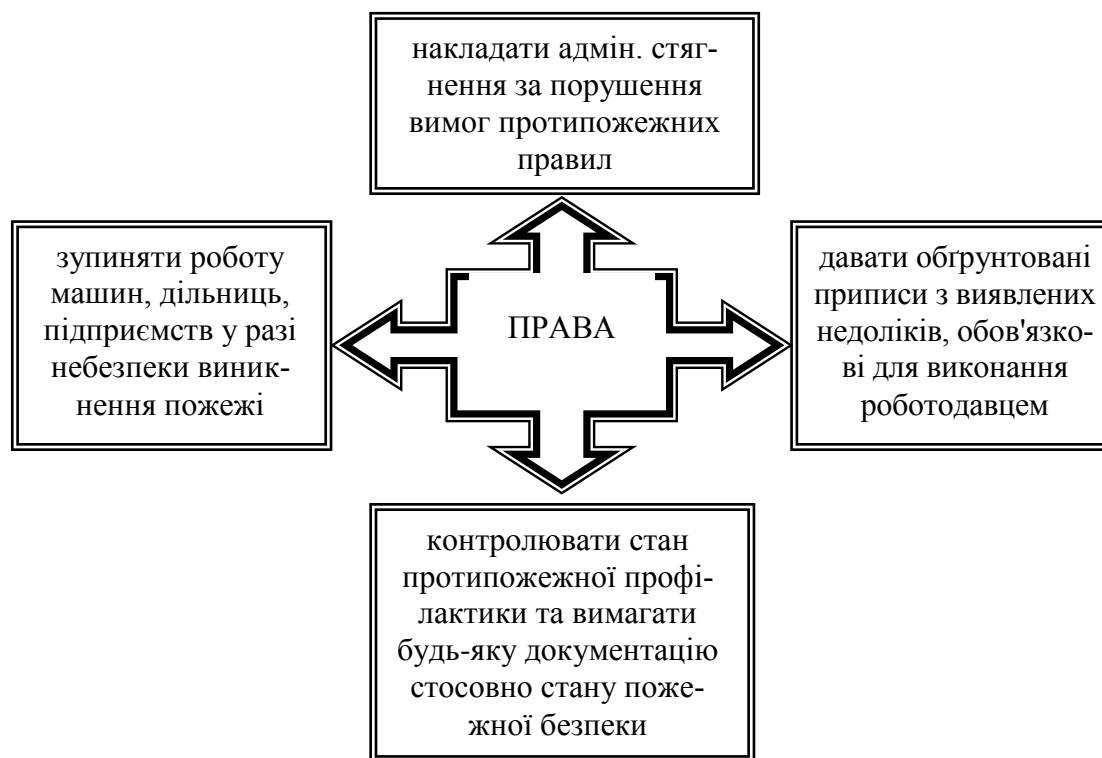 накладати адмін. стяг-
нення за порушення
вимог протипожежних
правил
зупиняти роботу
машин, дільниць,
підприємств у разі
небезпеки виник-
нення пожежі
ПРАВА
давати обґрунтовані
приписи з виявлених
недоліків, обов'язко-
ві для виконання
роботодавцем
контролювати стан
протипожежної профі-
лактики та вимагати
будь-яку документацію
стосовно стану поже-
жної безпеки